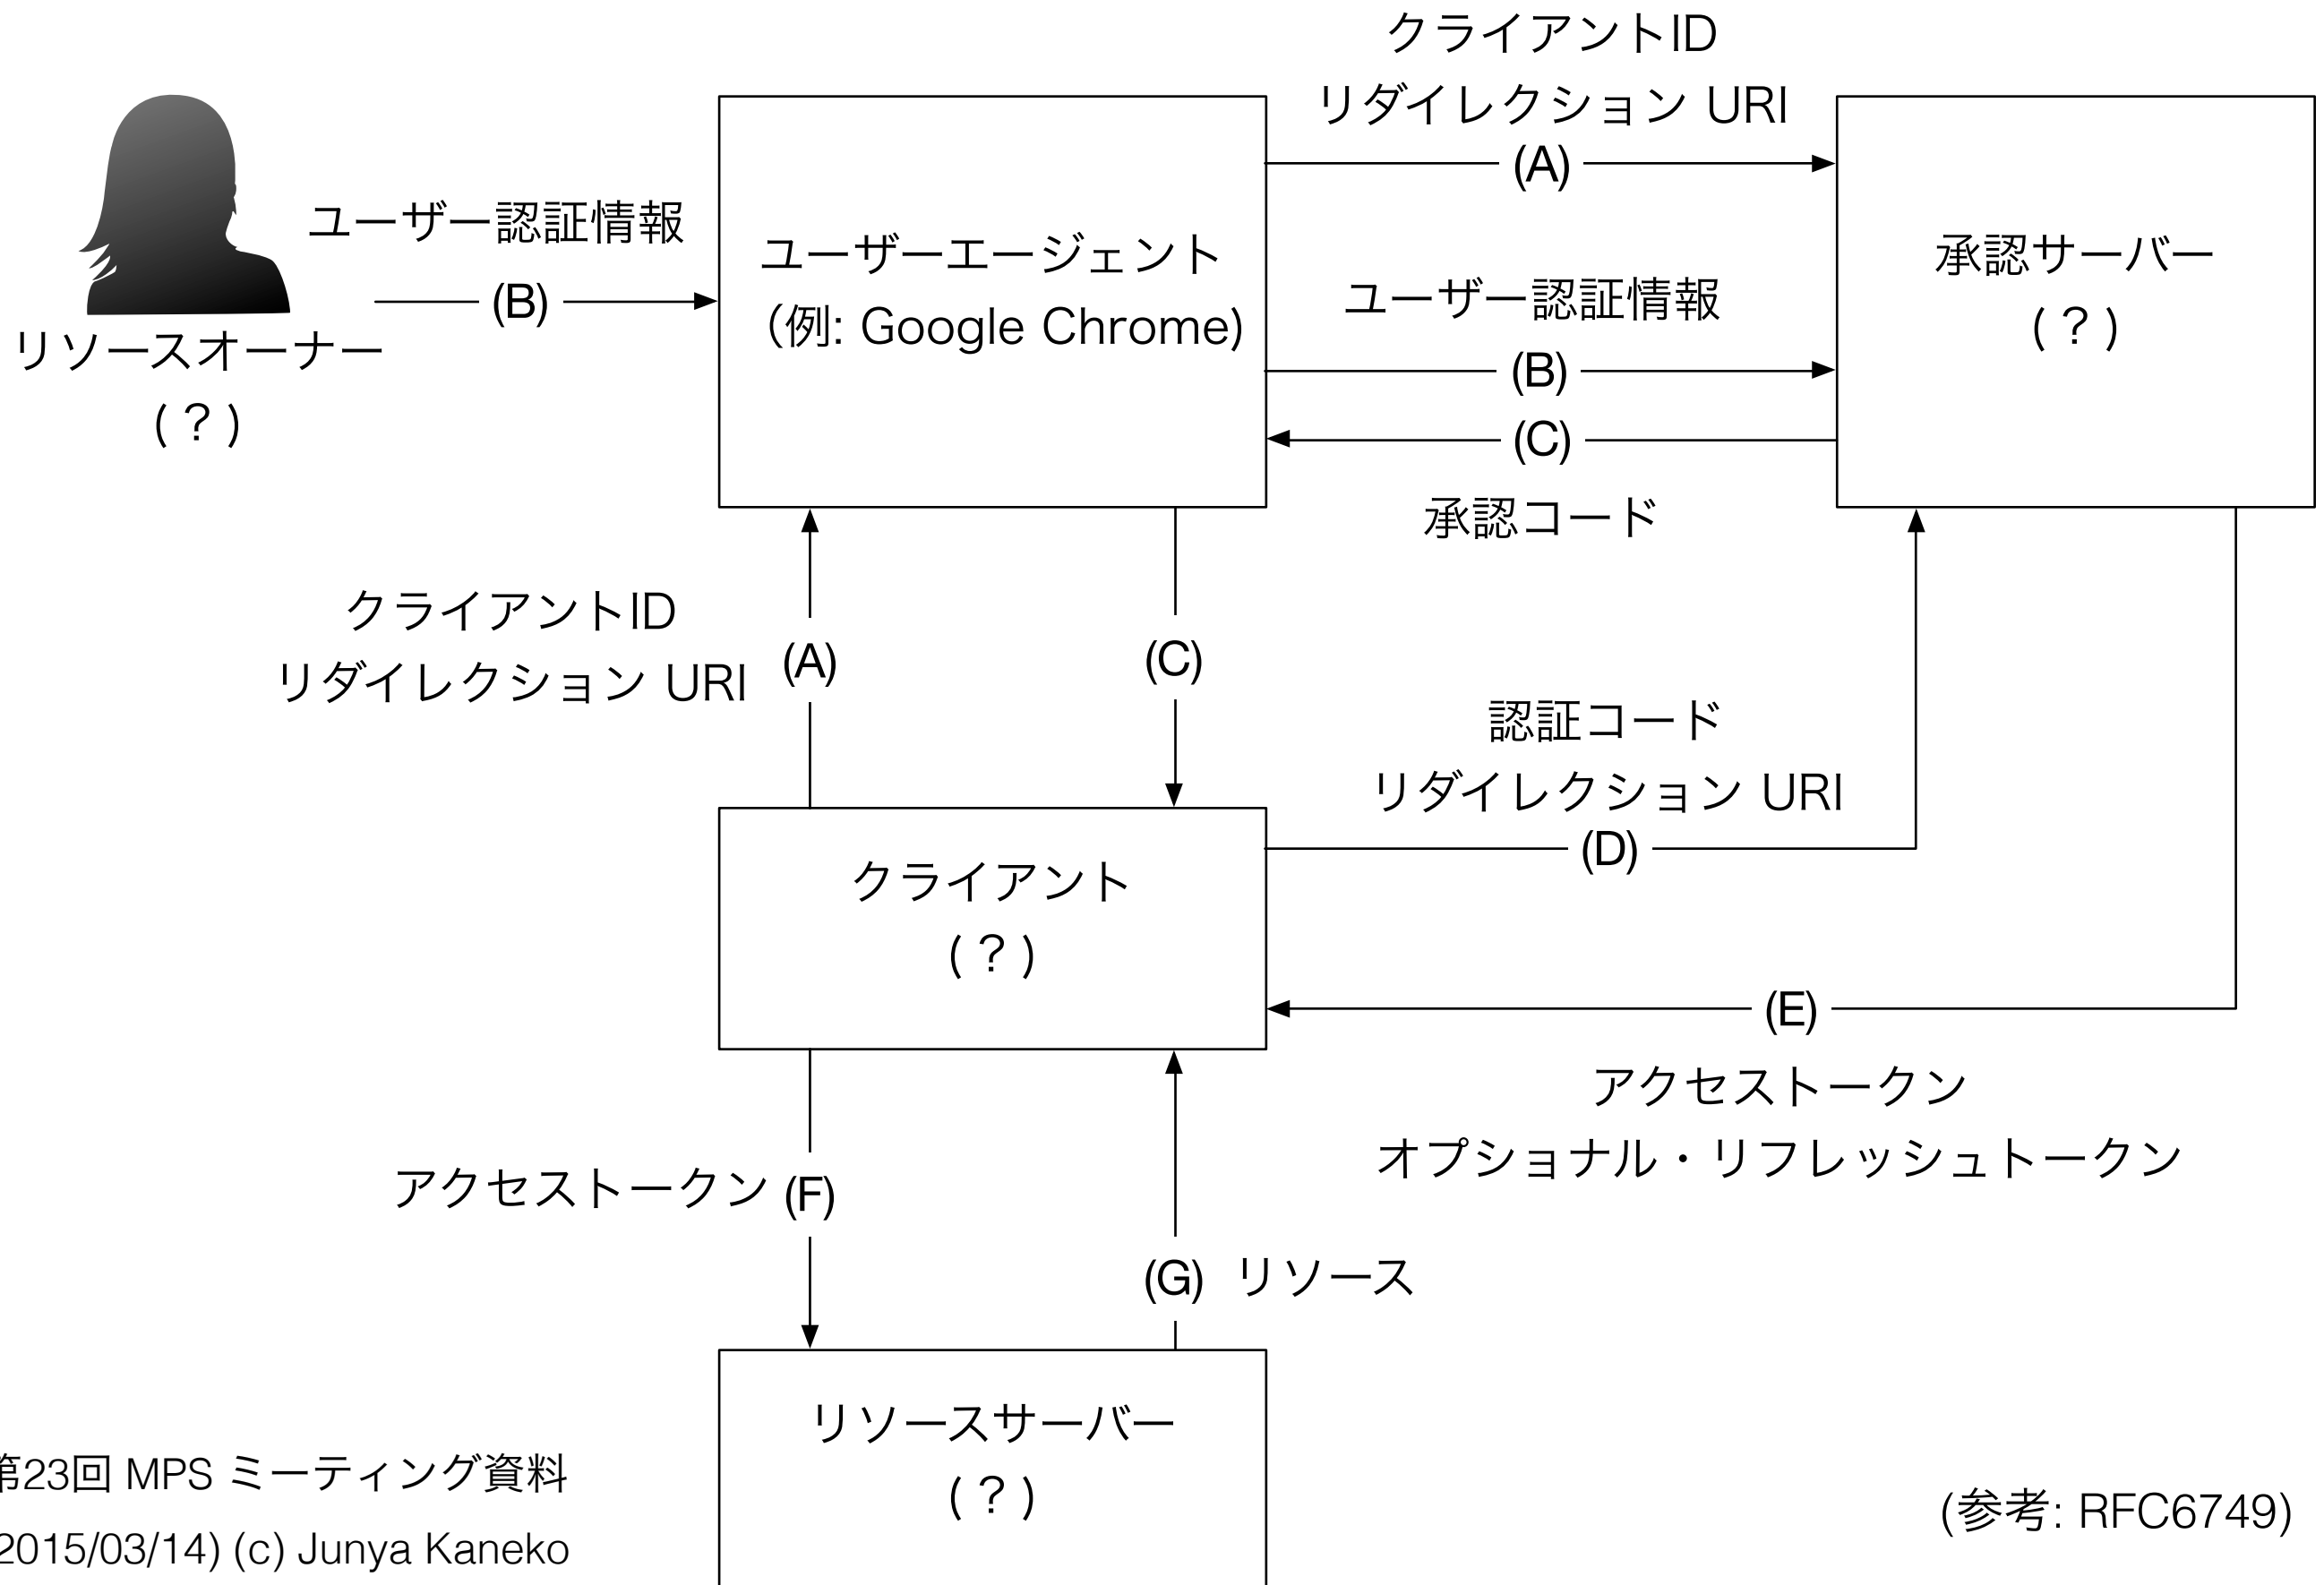 クライアントID
リダイレクション URI
(A)
ユーザー認証情報
(B)
リソースオーナー
(？)
ユーザーエージェント
(例: Google Chrome)
ユーザー認証情報
(B)
(C)
承認コード
承認サーバー
(？)
クライアントID
リダイレクション URI
(A)
(C)
認証コード
リダイレクション URI
(D)
クライアント
(？)
(E)
アクセストークン
オプショナル・リフレッシュトークン
アクセストークン
(F)
(G)
リソース
リソースサーバー
(？)
第23回 MPS ミーティング資料
2015/03/14) (c) Junya Kaneko
(参考: RFC6749)